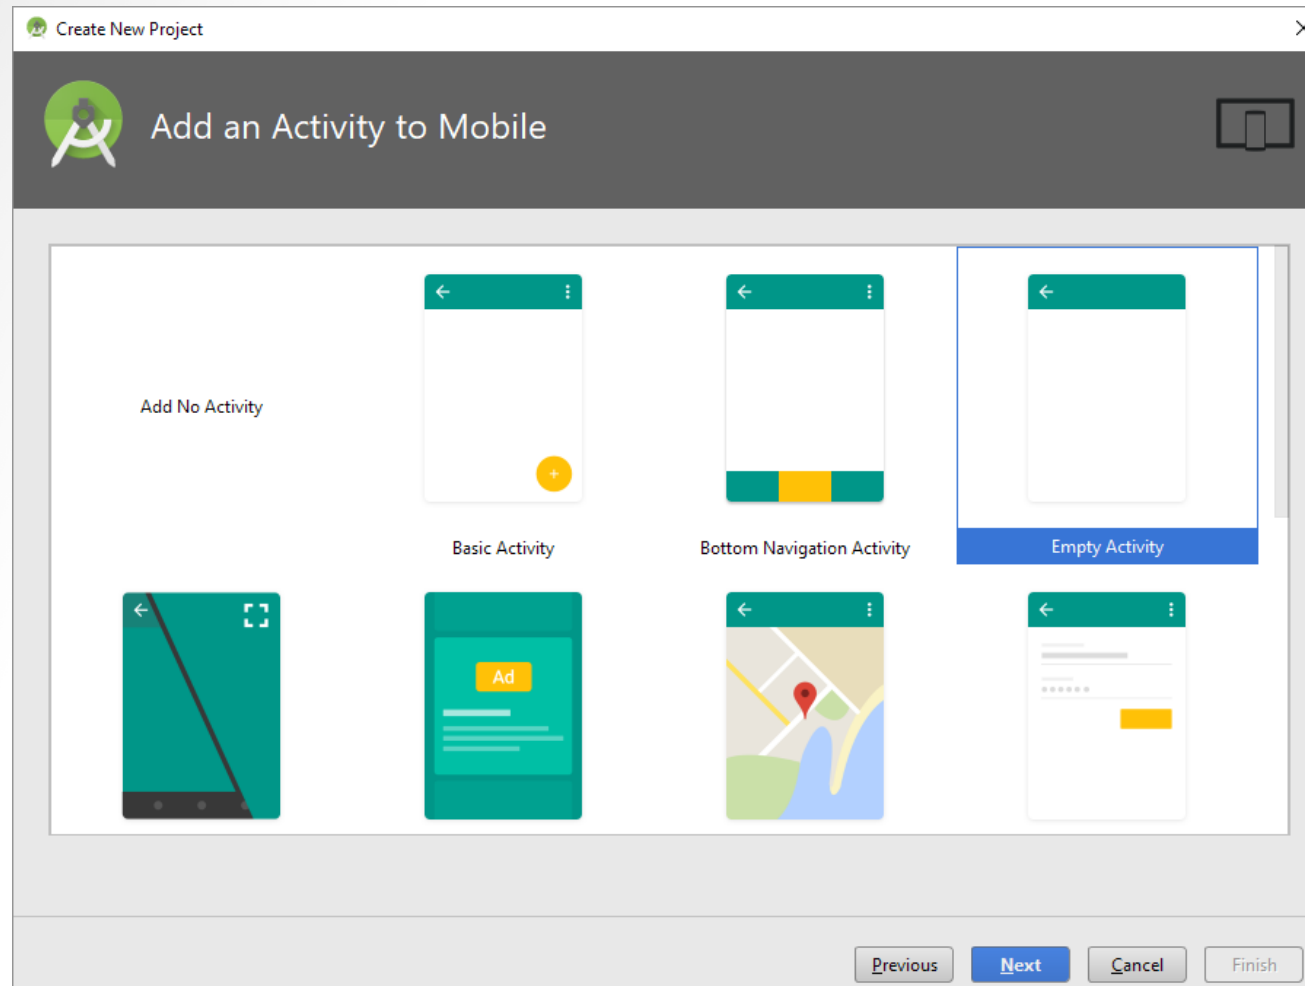 Create New Project
Add an Activity to Mobile
Add No Activity
Basic Activity
Bottom Navigation Activity
Empty Activity
Ad
Previous
Next
Cancel
Finish